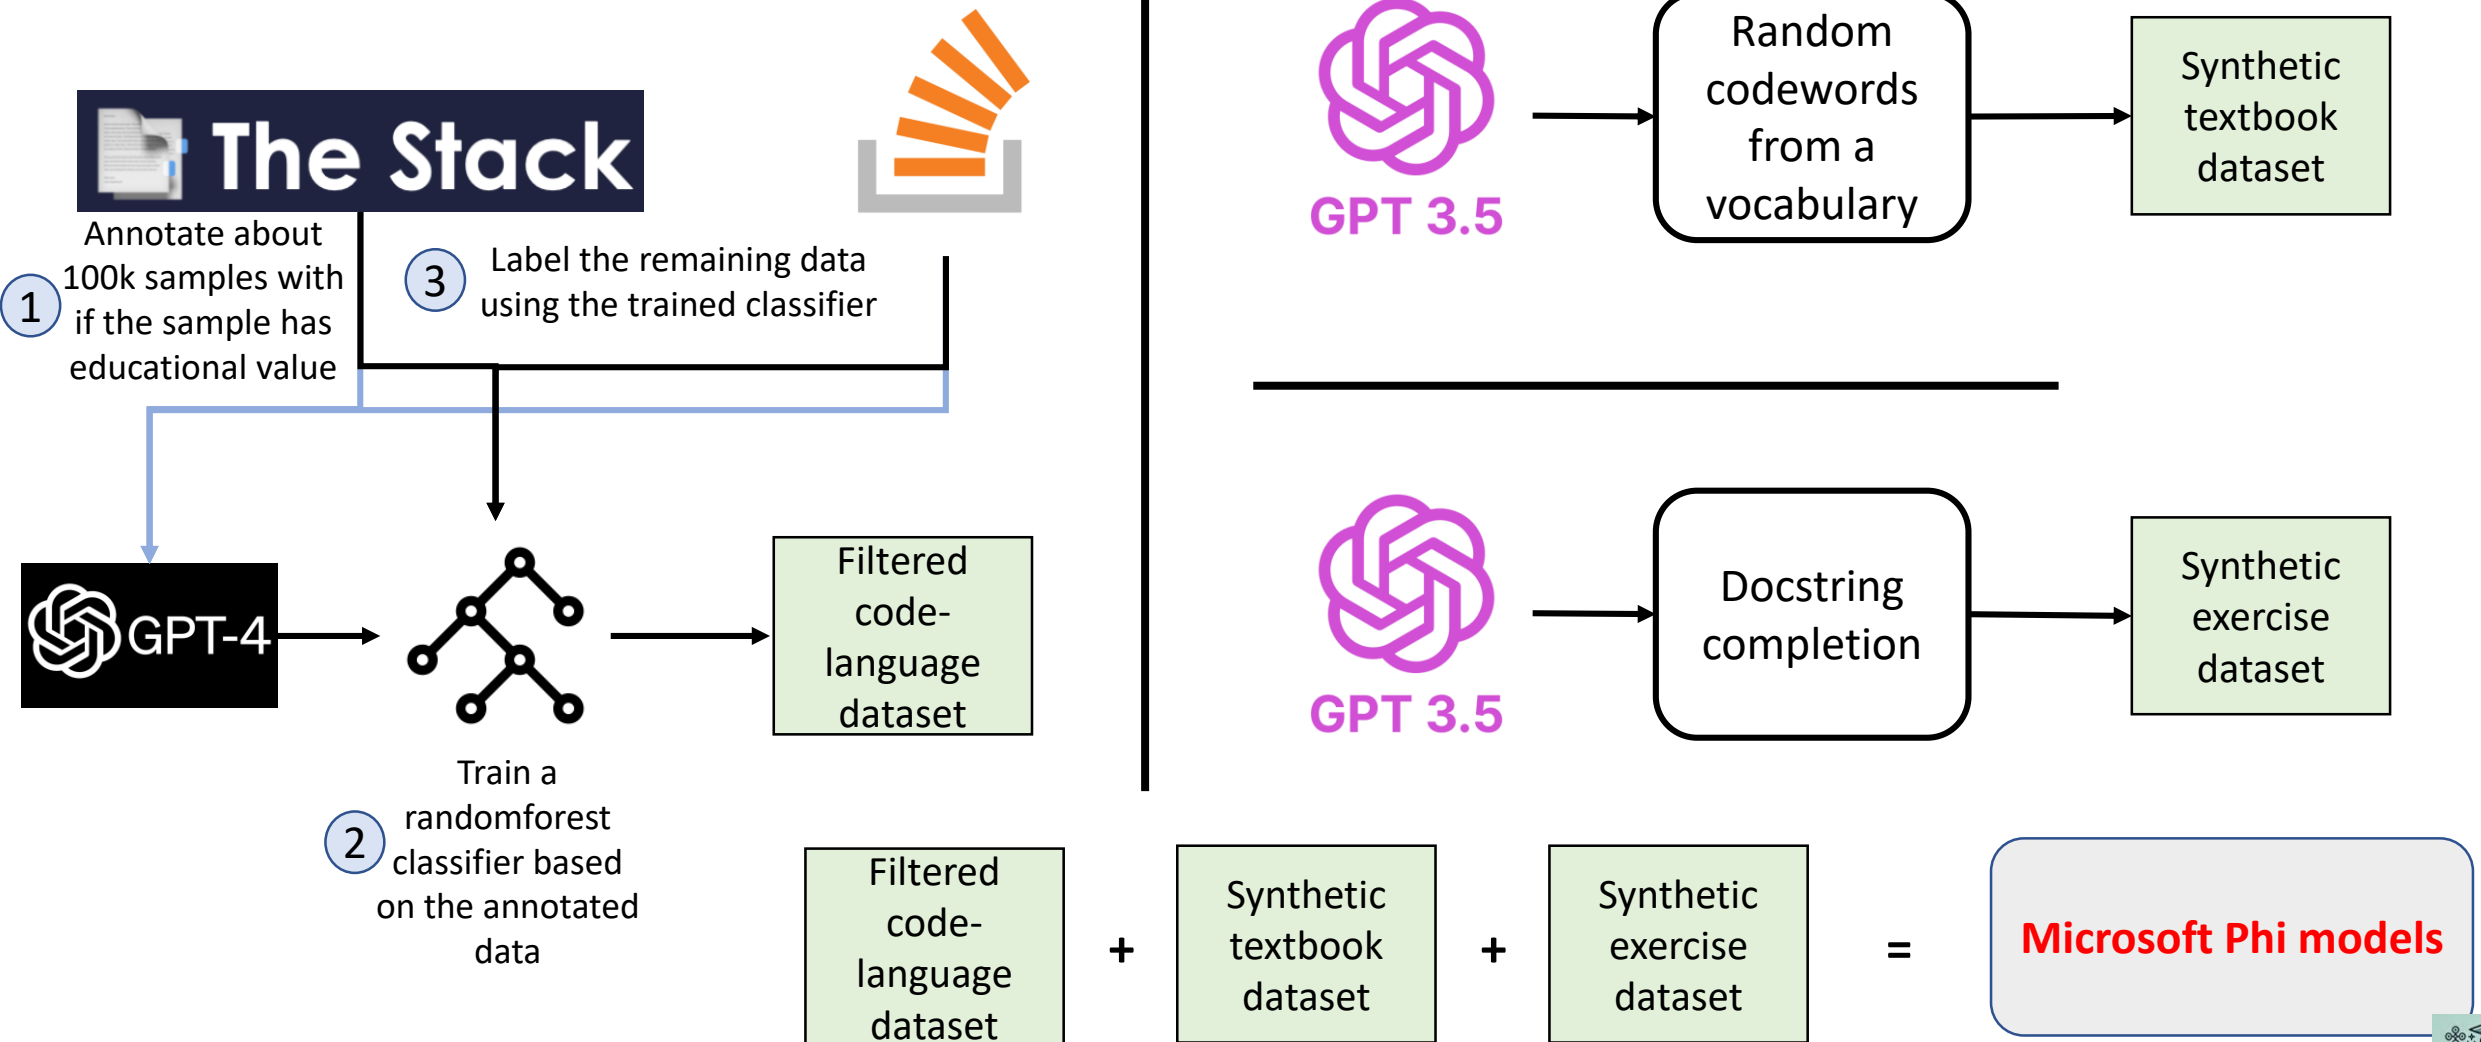 The Stack
Annotate about
100k samples with
if the sample has
educational value
1
3
Label the remaining data
using the trained classifier
GPT-4
Filtered
code-
language
dataset
Train a
randomforest
classifier based
on the annotated
data
2
GPT 3.5
Random
codewords
from a
vocabulary
Synthetic
textbook
dataset
GPT 3.5
Docstring
completion
Synthetic
exercise
dataset
Filtered
code-
language
dataset
+
Synthetic
textbook
dataset
+
Synthetic
exercise
dataset
=
Microsoft Phi models